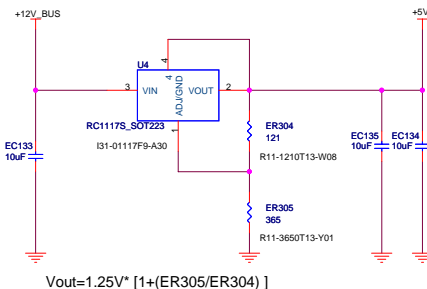 +12V_BUS
+5V
U4
4
3
VIN
4
VOUT
2
ADJ/GND
RC1117S_SOT223
1
I31-01117F9-A30
EC133
10uF
ER304
121
R11-1210T13-W08
EC135
10uF
EC134
10uF
ER305
365
R11-3650T13-Y01
Vout=1.25V* [1+(ER305/ER304) ]